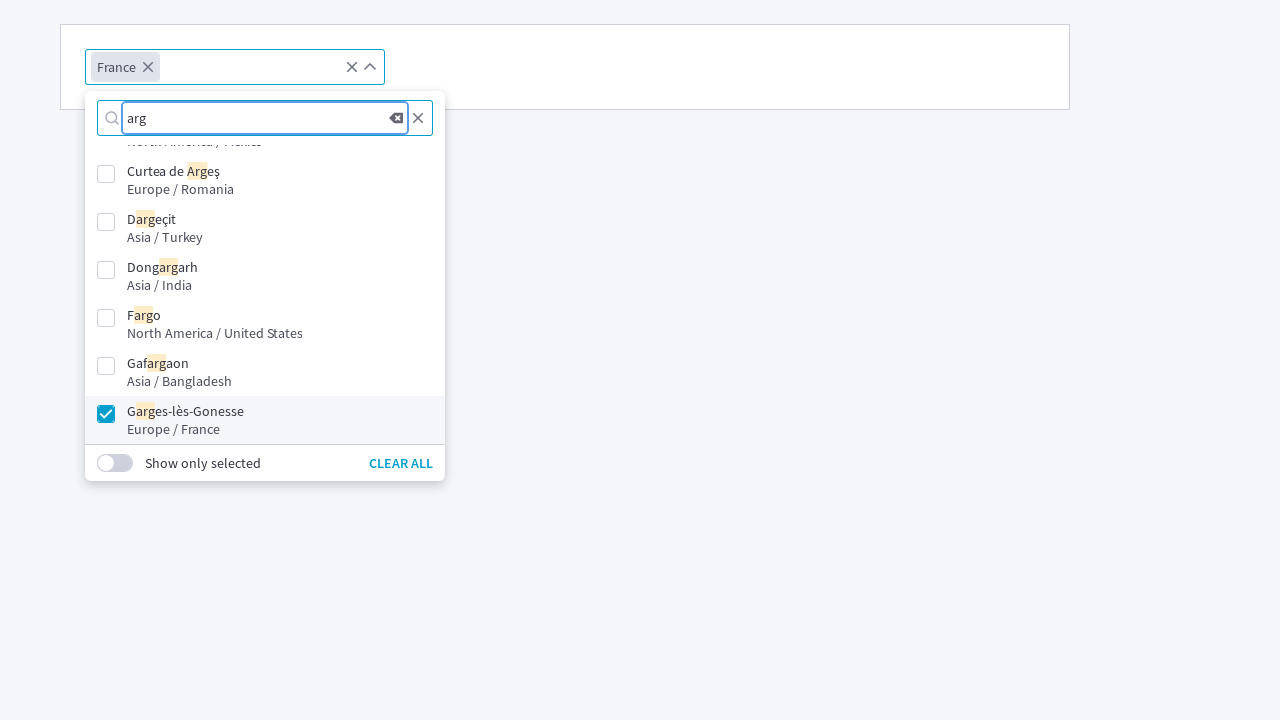 France
arg
Curtea de Argeş
Europe / Romania
Dargeçit
Asia / Turkey
Dongargarh
Asia / India
Fargo
North America / United States
Gafargaon
Asia / Bangladesh
Garges-lès-Gonesse
Europe / France
Show only selected
CLEAR ALL